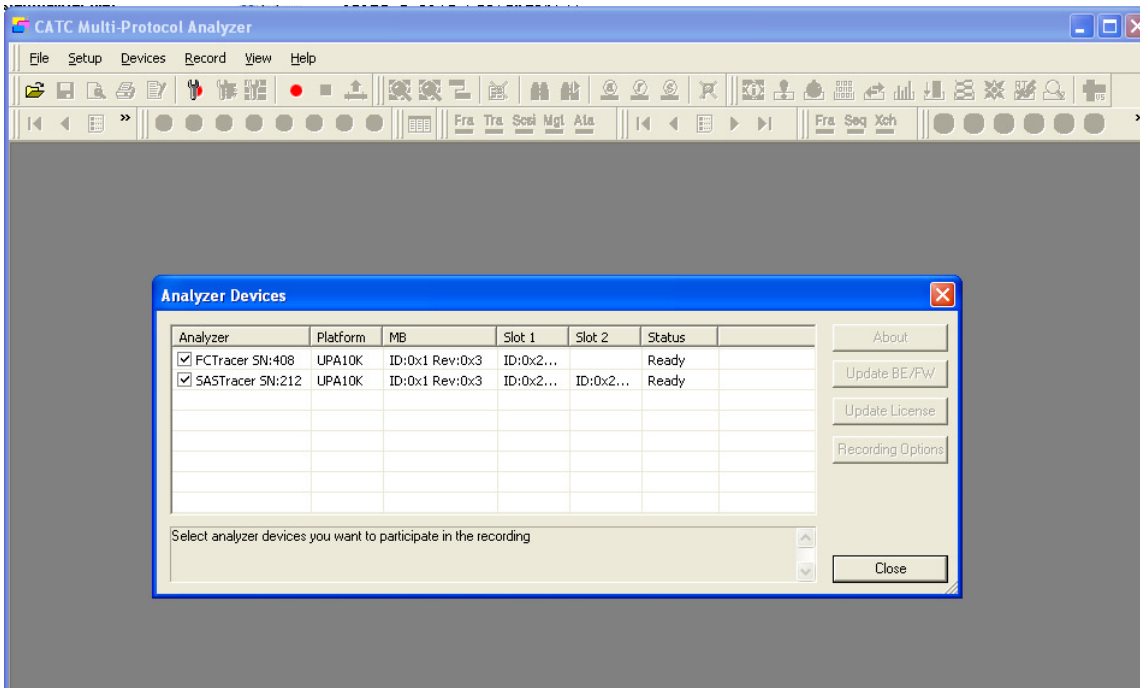 CATC Multi-Protocol Analyzer
File Setup Devices Record View Help
Fra Tra Scsi Mgt Ata Fra Seq Xch
Analyzer Devices
Analyzer Platform MB Slot 1 Slot 2 Status
FCTracer SN:408 UPA10K ID:0x1 Rev:0x3 ID:0x2... Ready
SASTracer SN:212 UPA10K ID:0x1 Rev:0x3 ID:0x2... ID:0x2... Ready
About
Update BE/FW
Update License
Recording Options
Select analyzer devices you want to participate in the recording
Close